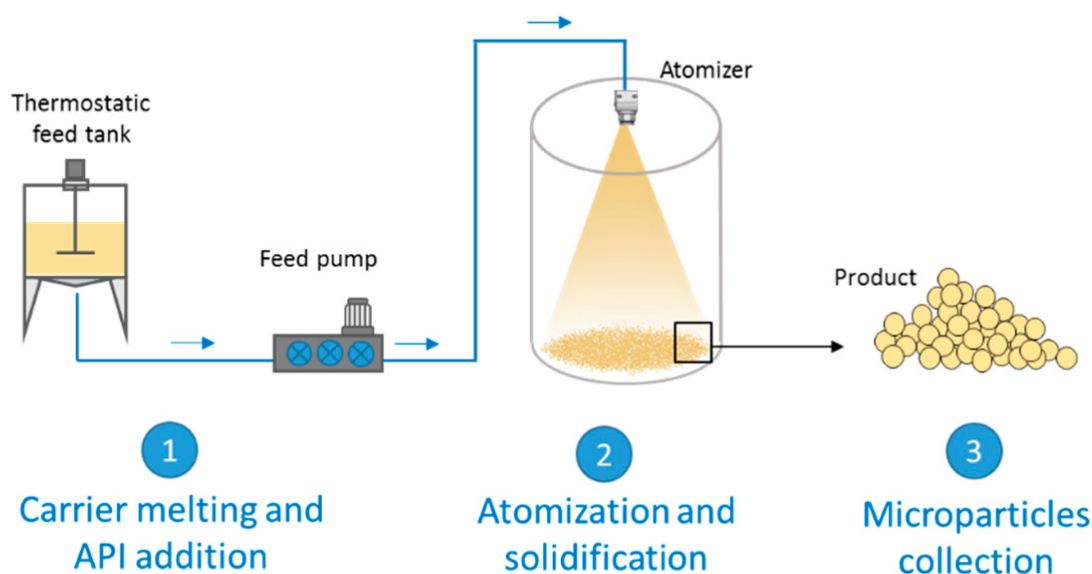 Thermostatic
feed tank
Feed pump
Atomizer
Product
1
Carrier melting and
API addition
2
Atomization and
solidification
3
Microparticles
collection